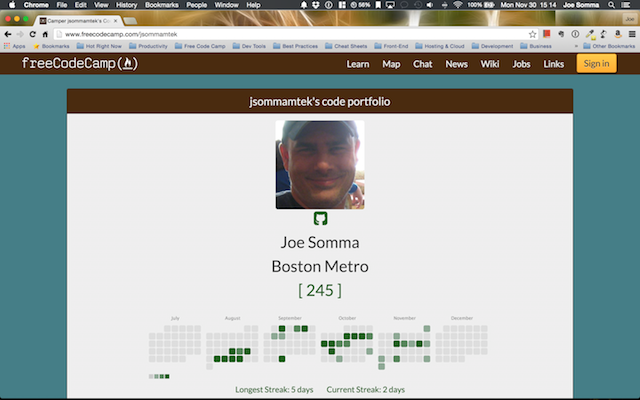 Chrome File Edit View History Bookmarks People Window Help 56% 100% Mon Nov 30 15:14 Joe Somma
Camper jsommamtek's Co
www.freecodecamp.com/jsommamtek
Apps Bookmarks Hot Right Now Productivity Free Code Camp Dev Tools Best Practices Cheat Sheets Front-End Hosting & Cloud Development Business » Other Bookmarks
freeCodeCamp Learn Map Chat News Wiki Jobs Links Sign in
jsommamtek's code portfolio
Joe Somma
Boston Metro
[ 245 ]
July August September October November December
Longest Streak: 5 days Current Streak: 2 days